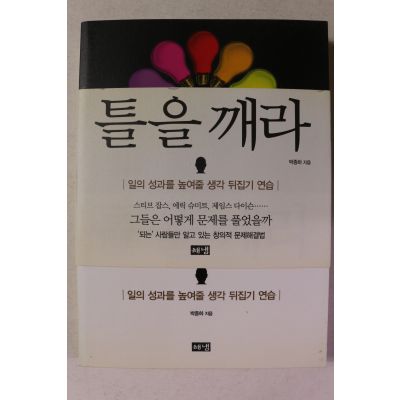 틀을 깨라
박종하 지음
일의 성과를 높여줄 생각 뒤집기 연습
스티브 잡스, 에릭 슈미트, 제임스 다이슨……
그들은 어떻게 문제를 풀었을까
'되는' 사람들만 알고 있는 창의적 문제해결법
해냄
일의 성과를 높여줄 생각 뒤집기 연습
박종하 지음
해냄